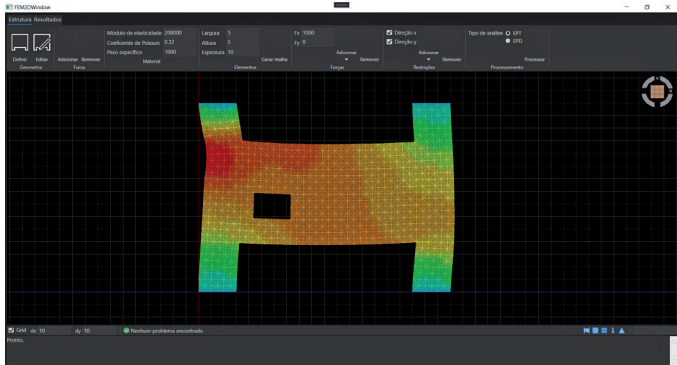 FEM2DWindow
Estrutura Resultados
Módulo de elasticidade 208000 Largura 5 Fx 1000 Direção x Tipo de análise EPT
Coeficiente de Poisson 0.32 Altura 5 Fy 0 Direção y EPD
Peso específico 1000 Espessura 10 Adicionar Adicionar
Definir Editar Adicionar Remover Gerar malha Remover Remover Processar
Geometria Furos Material Elementos Forças Restrições Processamento
Grid dx 10 dy 10 Nenhum problema encontrado
Pronto.